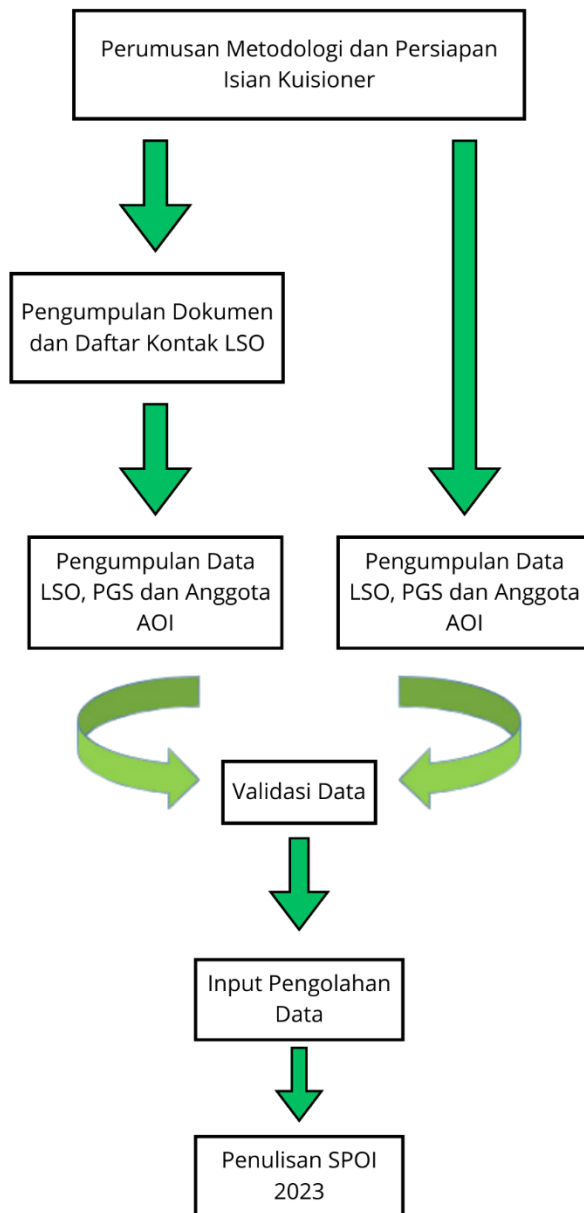 Perumusan Metodologi dan Persiapan
Isian Kuisioner
Pengumpulan Dokumen
dan Daftar Kontak LSO
Pengumpulan Data
LSO, PGS dan Anggota
AOI
Pengumpulan Data
LSO, PGS dan Anggota
AOI
Validasi Data
Input Pengolahan
Data
Penulisan SPOI
2023